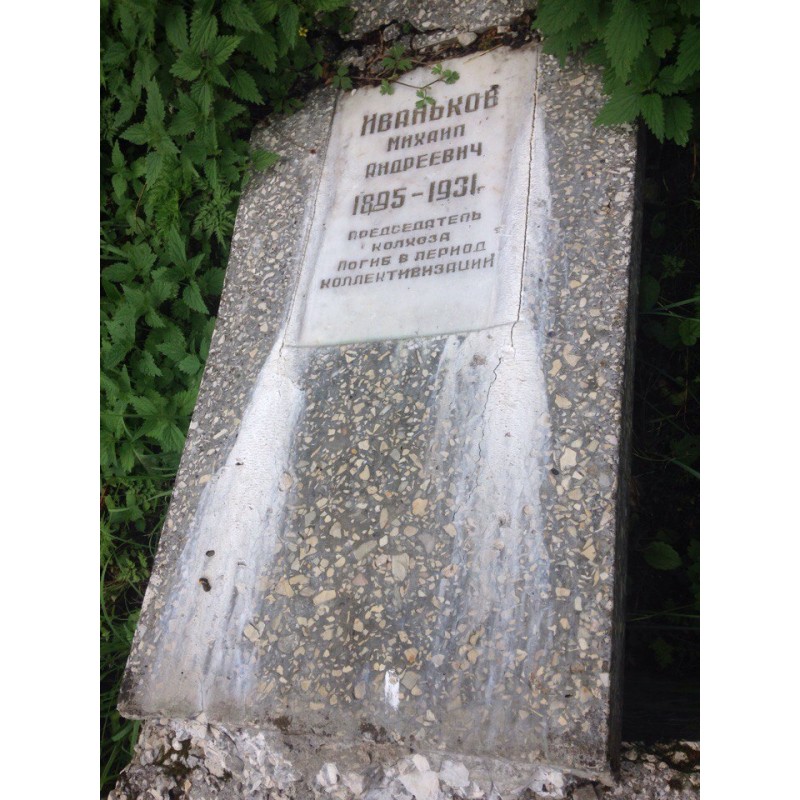 ИВАНЬКОВ
МИХАИЛ
АНДРЕЕВИЧ
1895-1931г
ПРЕДСЕДАТЕЛЬ
КОЛХОЗА
ПОГИБ В ПЕРИОД
КОЛЛЕКТИВИЗАЦИИ